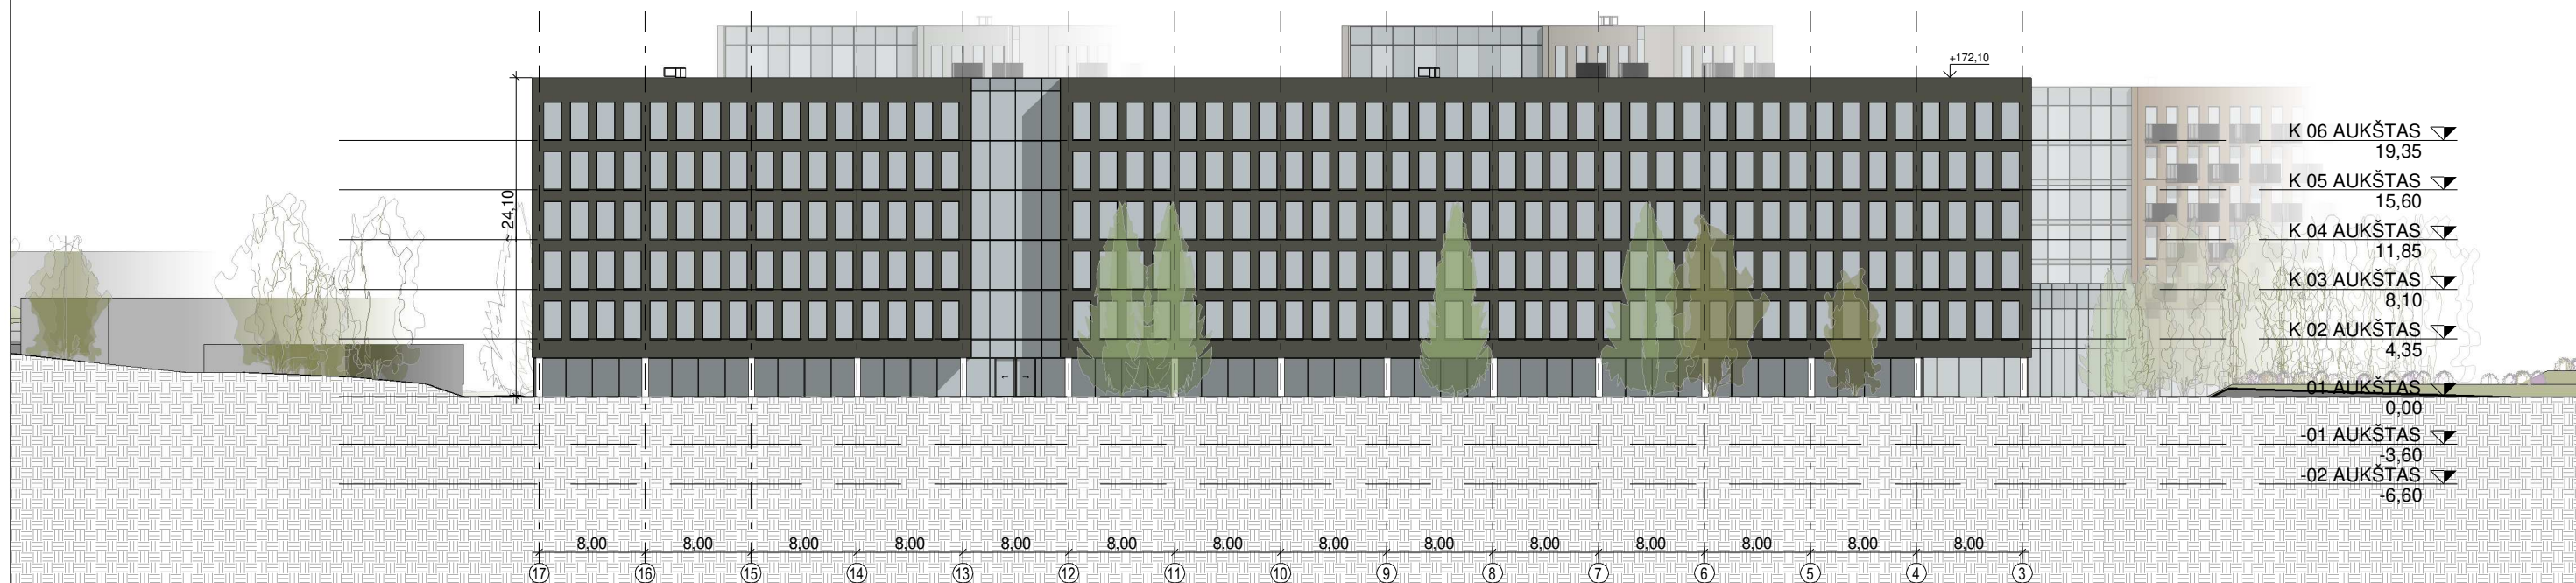 +172,10
~ 24,10
K 06 AUKŠTAS
19,35
K 05 AUKŠTAS
15,60
K 04 AUKŠTAS
11,85
K 03 AUKŠTAS
8,10
K 02 AUKŠTAS
4,35
01 AUKŠTAS
0,00
-01 AUKŠTAS
-3,60
-02 AUKŠTAS
-6,60
8,00 8,00 8,00 8,00 8,00 8,00 8,00 8,00 8,00 8,00 8,00 8,00 8,00 8,00
17 16 15 14 13 12 11 10 9 8 7 6 5 4 3